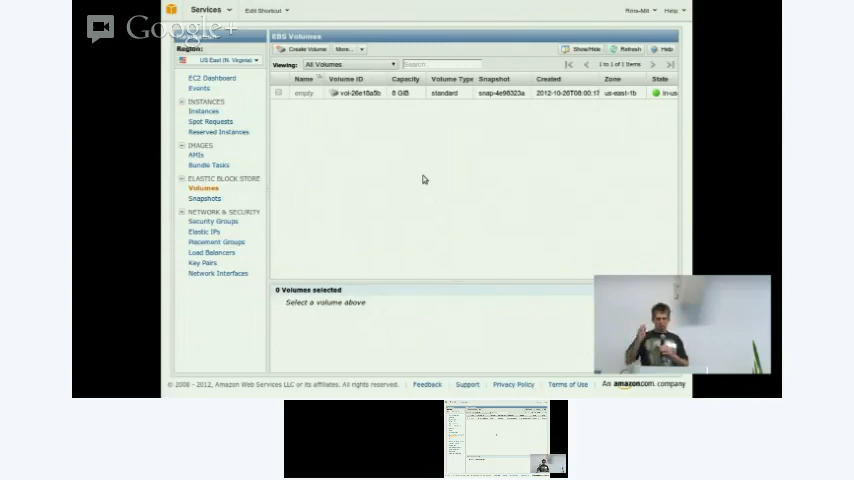 Services Edit Shortcut Help
Google+
EBS Volumes
Region:
US East (N. Virginia)
Create Volume More... Show/Hide Refresh Help
Viewing: All Volumes Search 1 to 1 of 1 Items
Name Volume ID Capacity Volume Type Snapshot Created Zone State
empty vol-26e18a5b 8 GiB standard snap-4e98323a us-east-1b in-us
EC2 Dashboard
Events
INSTANCES
Instances
Spot Requests
Reserved Instances
IMAGES
AMIs
Bundle Tasks
ELASTIC BLOCK STORE
Volumes
Snapshots
NETWORK & SECURITY
Security Groups
Elastic IPs
Placement Groups
Load Balancers
Key Pairs
Network Interfaces
0 Volumes selected
Select a volume above
© 2008 - 2012, Amazon Web Services LLC or its affiliates. All rights reserved. Feedback Support Privacy Policy Terms of Use An amazon.com. company